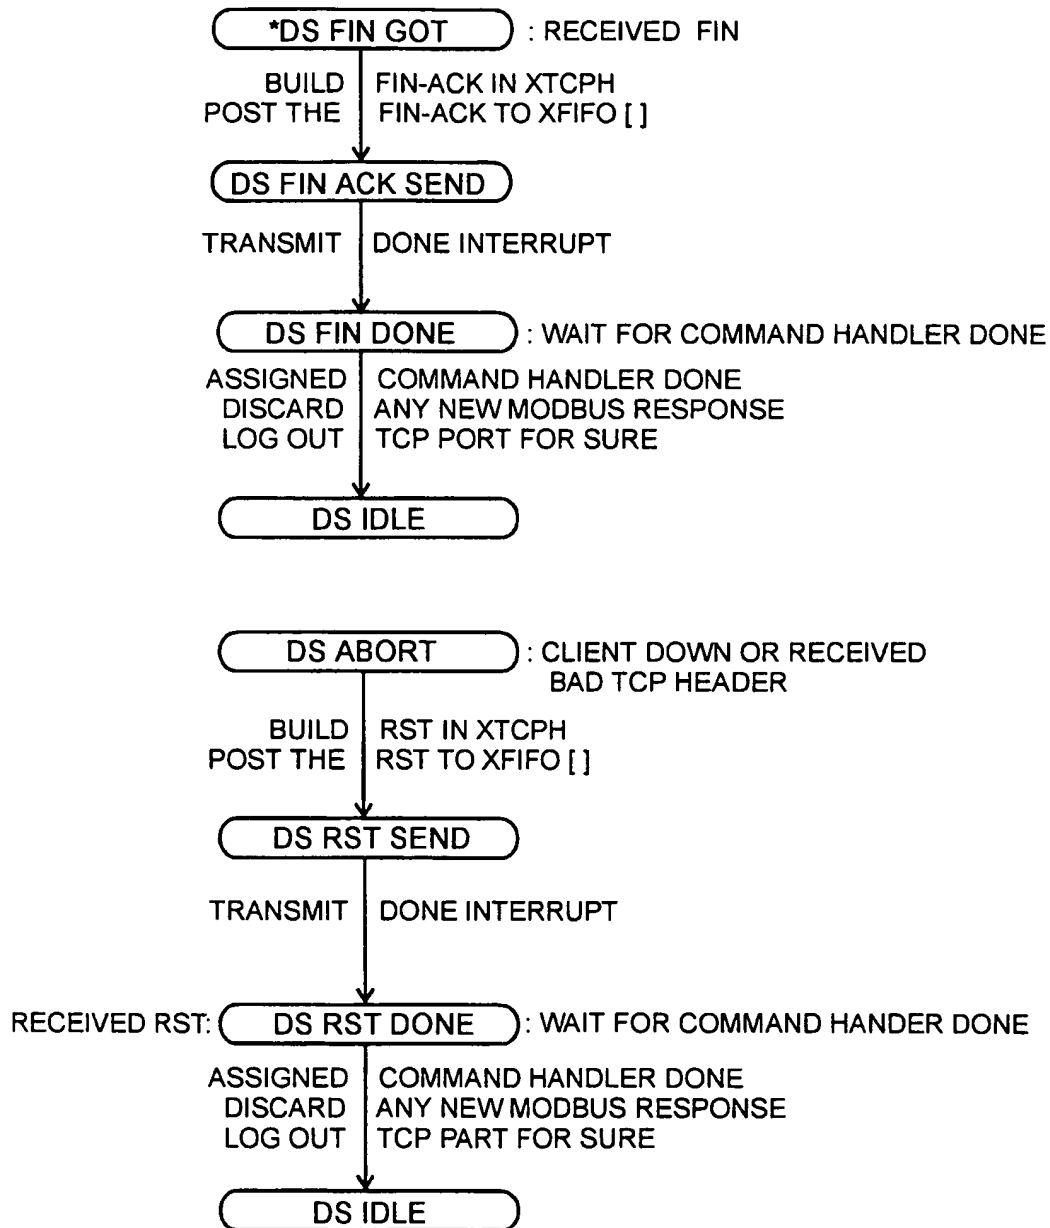 *DS FIN GOT : RECEIVED FIN
BUILD FIN-ACK IN XTCPH
POST THE FIN-ACK TO XFIFO [ ]
DS FIN ACK SEND
TRANSMIT DONE INTERRUPT
DS FIN DONE : WAIT FOR COMMAND HANDLER DONE
ASSIGNED COMMAND HANDLER DONE
DISCARD ANY NEW MODBUS RESPONSE
LOG OUT TCP PORT FOR SURE
DS IDLE
DS ABORT : CLIENT DOWN OR RECEIVED
BAD TCP HEADER
BUILD RST IN XTCPH
POST THE RST TO XFIFO [ ]
DS RST SEND
TRANSMIT DONE INTERRUPT
RECEIVED RST: DS RST DONE : WAIT FOR COMMAND HANDER DONE
ASSIGNED COMMAND HANDLER DONE
DISCARD ANY NEW MODBUS RESPONSE
LOG OUT TCP PART FOR SURE
DS IDLE